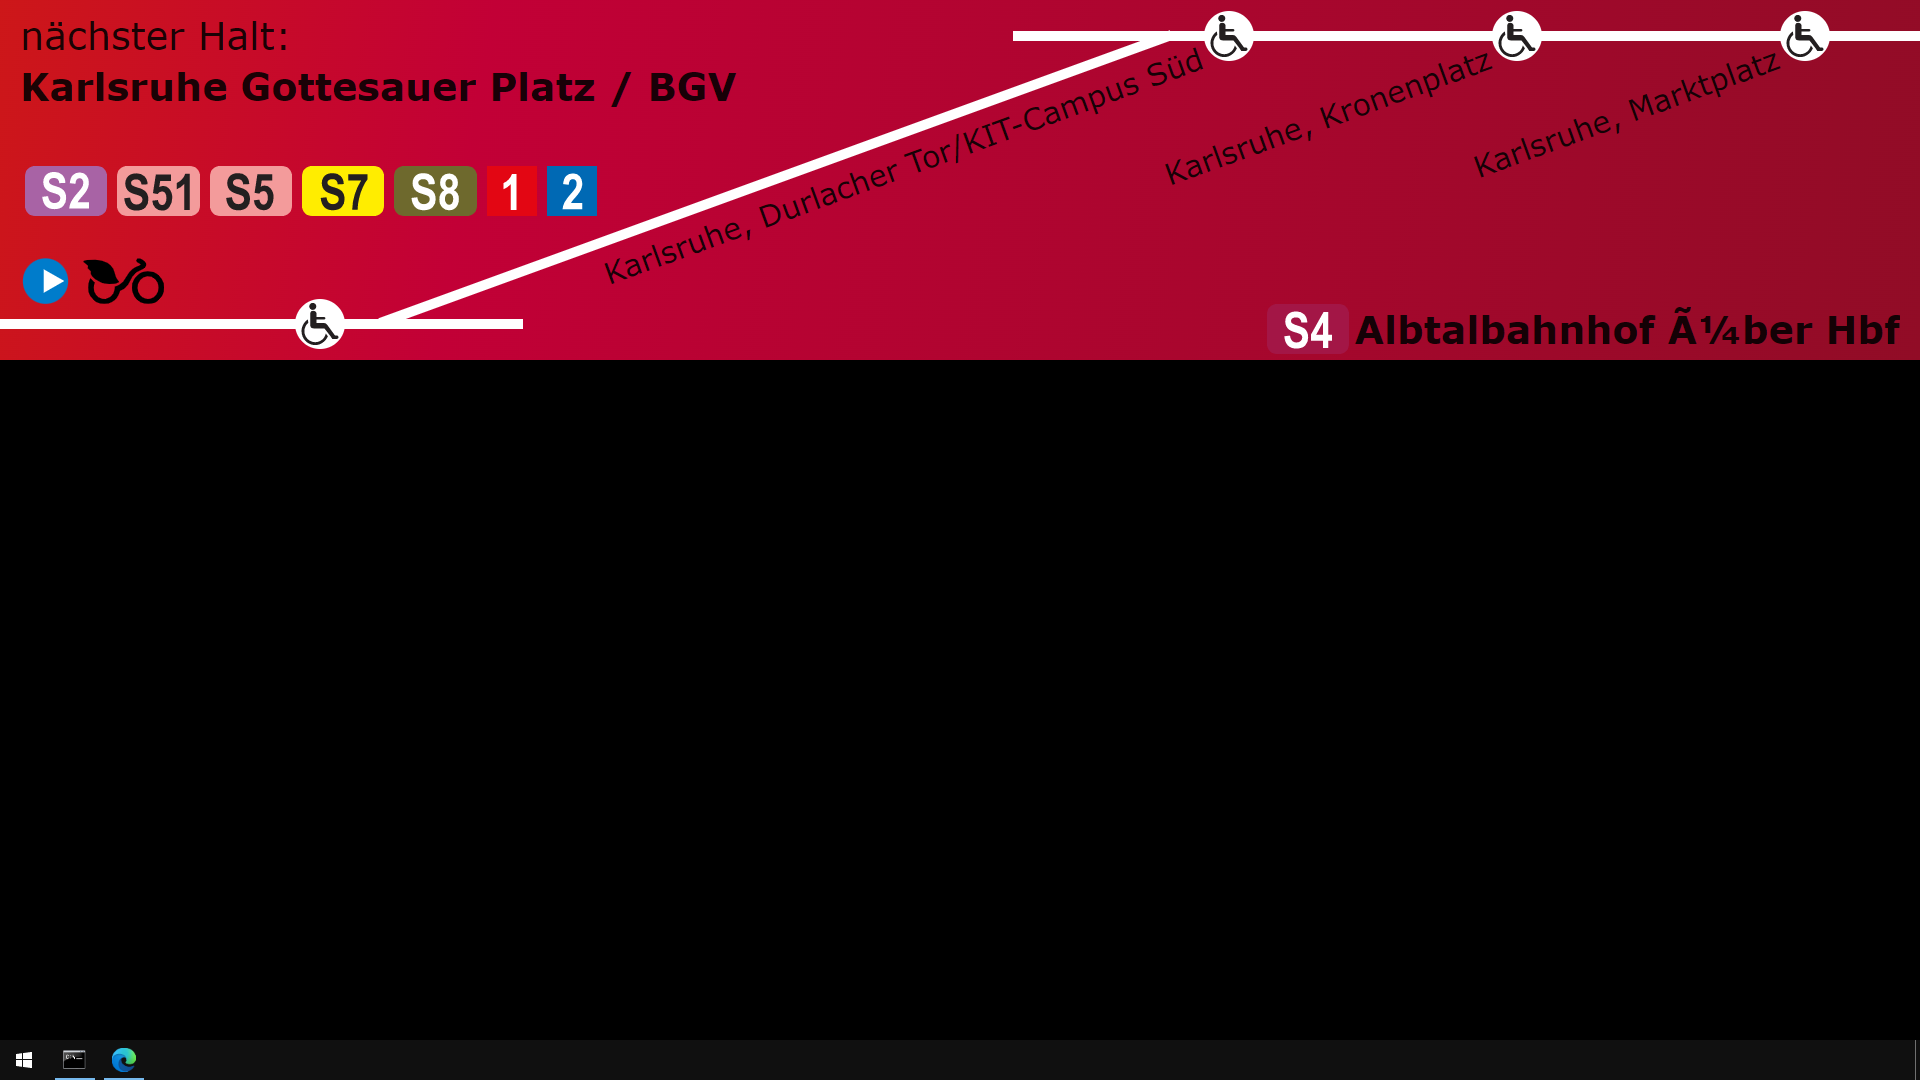 nächster Halt:
Karlsruhe Gottesauer Platz / BGV
S2 S51 S5 S7 S8 1 2
Karlsruhe, Durlacher Tor/KIT-Campus Süd
Karlsruhe, Kronenplatz
Karlsruhe, Marktplatz
S4 Albtalbahnhof Ã¼ber Hbf